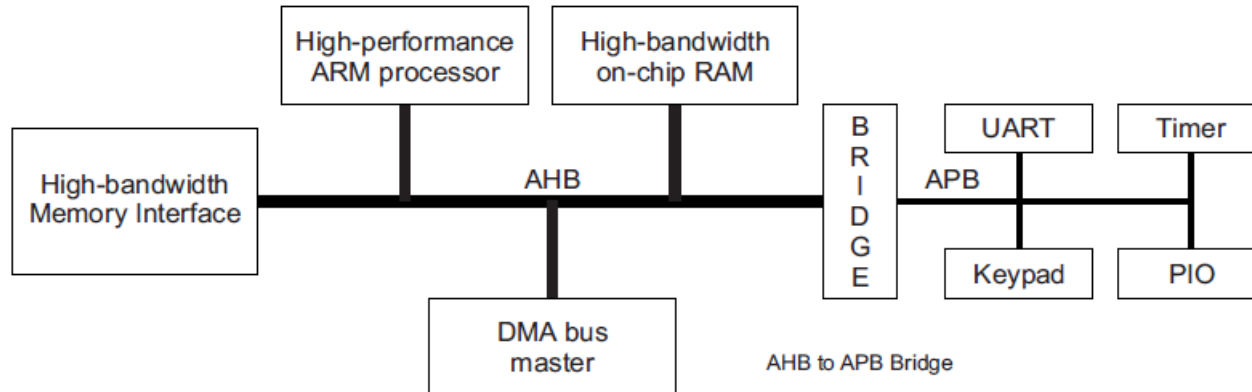 High-performance
ARM processor
High-bandwidth
on-chip RAM
High-bandwidth
Memory Interface
AHB
B
R
I
D
G
E
APB
UART
Timer
Keypad
PIO
DMA bus
master
AHB to APB Bridge